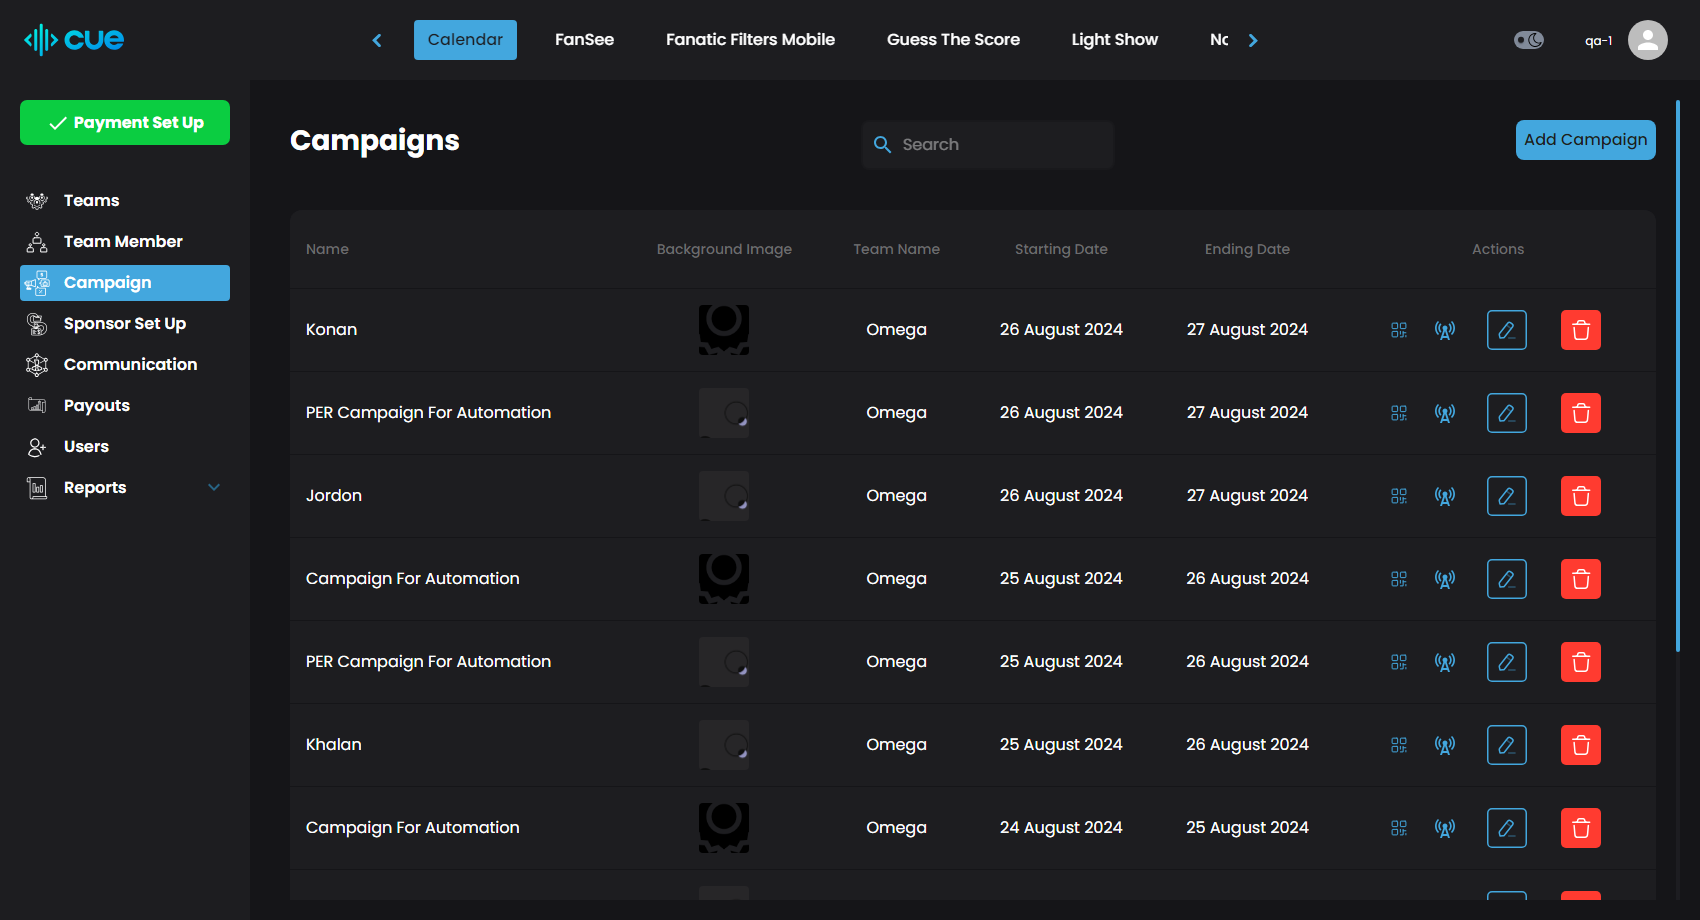 cue
Calendar FanSee Fanatic Filters Mobile Guess The Score Light Show No
qa-1
Payment Set Up
Teams
Team Member
Campaign
Sponsor Set Up
Communication
Payouts
Users
Reports
Campaigns
Search
Add Campaign
Name Background Image Team Name Starting Date Ending Date Actions
Konan Omega 26 August 2024 27 August 2024
PER Campaign For Automation Omega 26 August 2024 27 August 2024
Jordon Omega 26 August 2024 27 August 2024
Campaign For Automation Omega 25 August 2024 26 August 2024
PER Campaign For Automation Omega 25 August 2024 26 August 2024
Khalan Omega 25 August 2024 26 August 2024
Campaign For Automation Omega 24 August 2024 25 August 2024